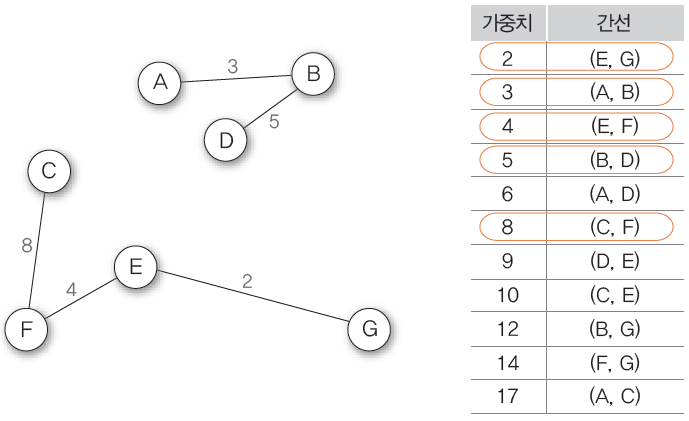 A
3
B
5
D
C
8
E
4
2
F
G
가중치 간선
2 (E, G)
3 (A, B)
4 (E, F)
5 (B, D)
6 (A, D)
8 (C, F)
9 (D, E)
10 (C, E)
12 (B, G)
14 (F, G)
17 (A, C)